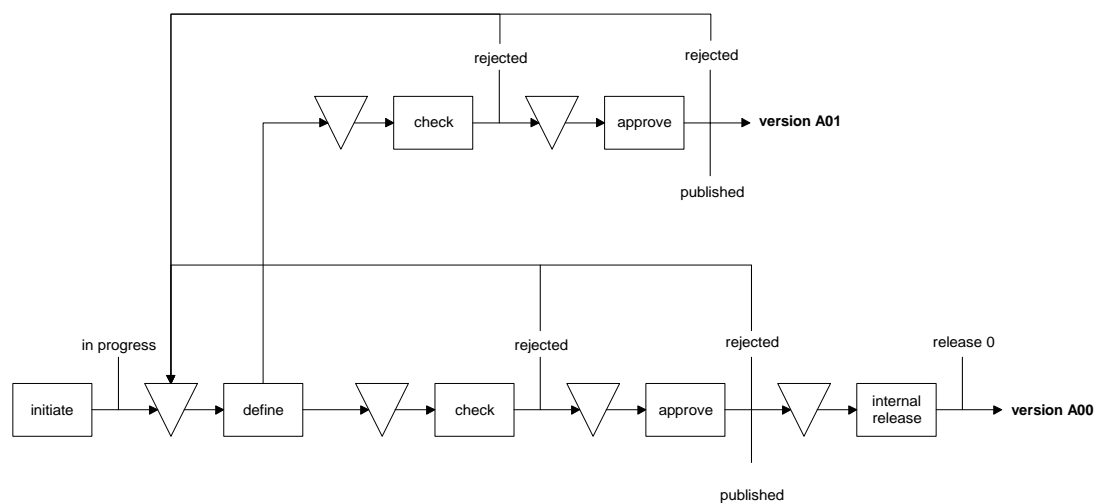 rejected
rejected
check
approve
version A01
published
in progress
rejected
rejected
release 0
initiate
define
check
approve
internal
release
version A00
published